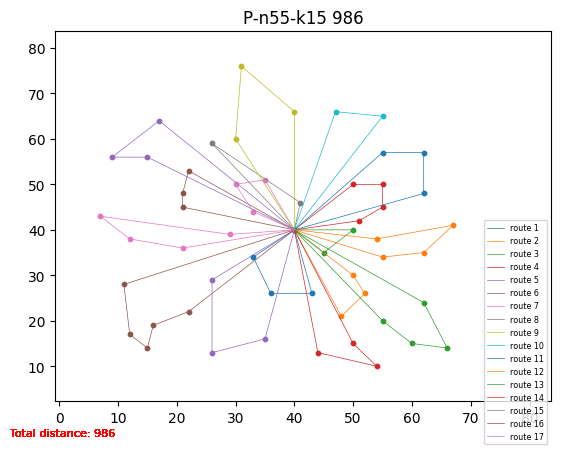 P-n55-k15 986
80
70
60
50
40
30
20
10
0 10 20 30 40 50 60 70 80
route 1
route 2
route 3
route 4
route 5
route 6
route 7
route 8
route 9
route 10
route 11
route 12
route 13
route 14
route 15
route 16
route 17
Total distance: 986